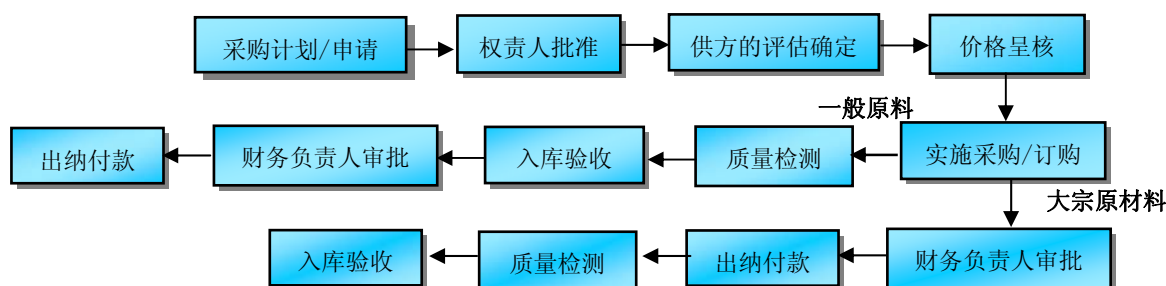 采购计划/申请
权责人批准
供方的评估确定
价格呈核
一般原料
实施采购/订购
质量检测
入库验收
财务负责人审批
出纳付款
大宗原材料
财务负责人审批
出纳付款
质量检测
入库验收